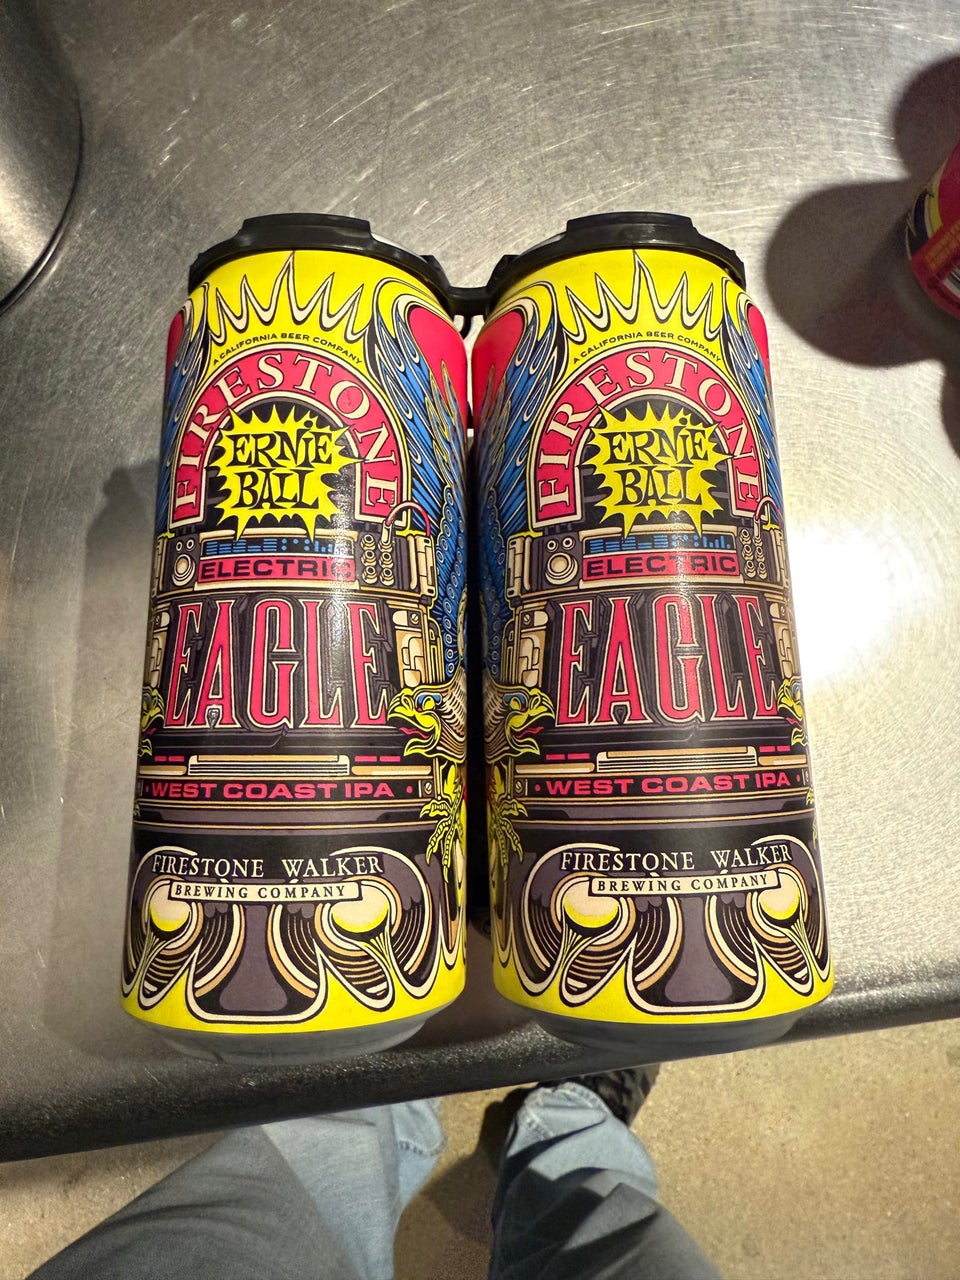 A CALIFORNIA BEER COMPANY
FIRESTONE
ERNIE
BALL
ELECTRIC
EAGLE
WEST COAST IPA
FIRESTONE WALKER
BREWING COMPANY
A CALIFORNIA BEER COMPANY
FIRESTONE
ERNIE
BALL
ELECTRIC
EAGLE
WEST COAST IPA
FIRESTONE WALKER
BREWING COMPANY